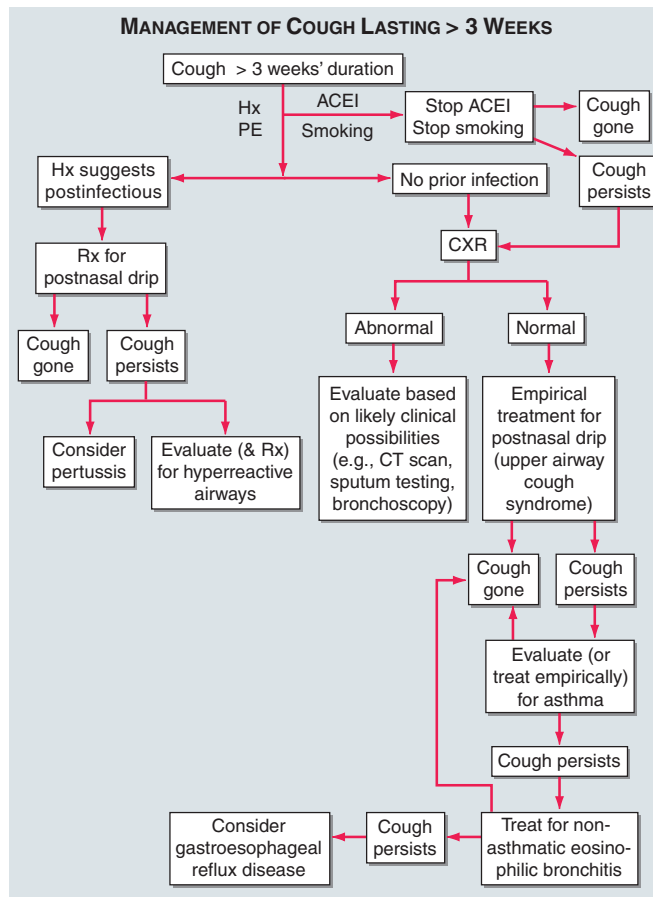 MANAGEMENT OF COUGH LASTING > 3 WEEKS
Cough > 3 weeks' duration
Hx
PE
ACEI
Smoking
Stop ACEI
Stop smoking
Cough
gone
Cough
persists
Hx suggests
postinfectious
No prior infection
Rx for
postnasal drip
CXR
Cough
gone
Cough
persists
Abnormal
Normal
Consider
pertussis
Evaluate (& Rx)
for hyperreactive
airways
Evaluate based
on likely clinical
possibilities
(e.g., CT scan,
sputum testing,
bronchoscopy)
Empirical
treatment for
postnasal drip
(upper airway
cough
syndrome)
Cough
gone
Cough
persists
Evaluate (or
treat empirically)
for asthma
Cough persists
Treat for non-
asthmatic eosino-
philic bronchitis
Cough
persists
Consider
gastroesophageal
reflux disease